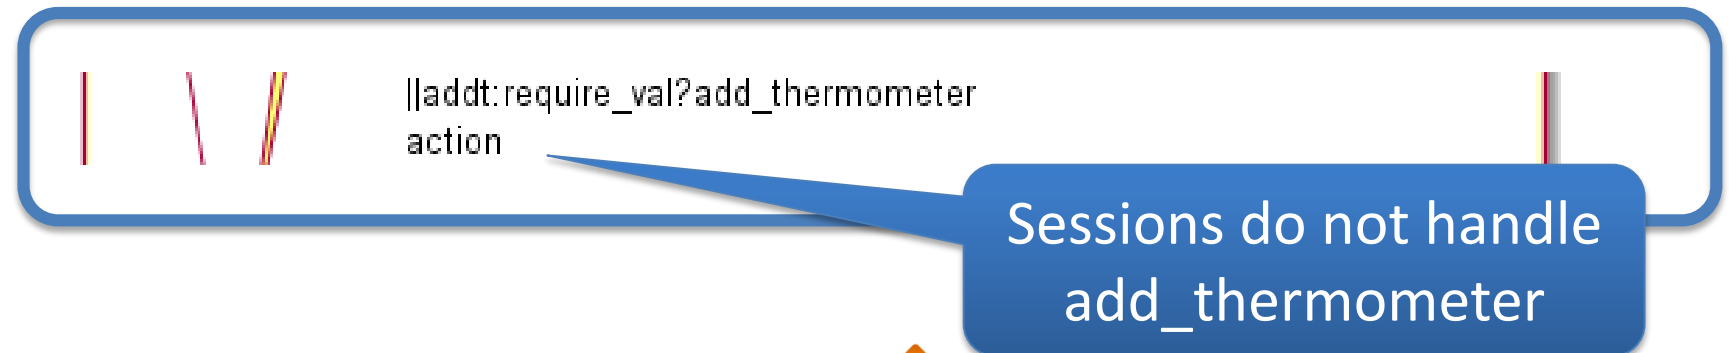 ||addt:require_val?add_thermometer
action
Sessions do not handle
add_thermometer